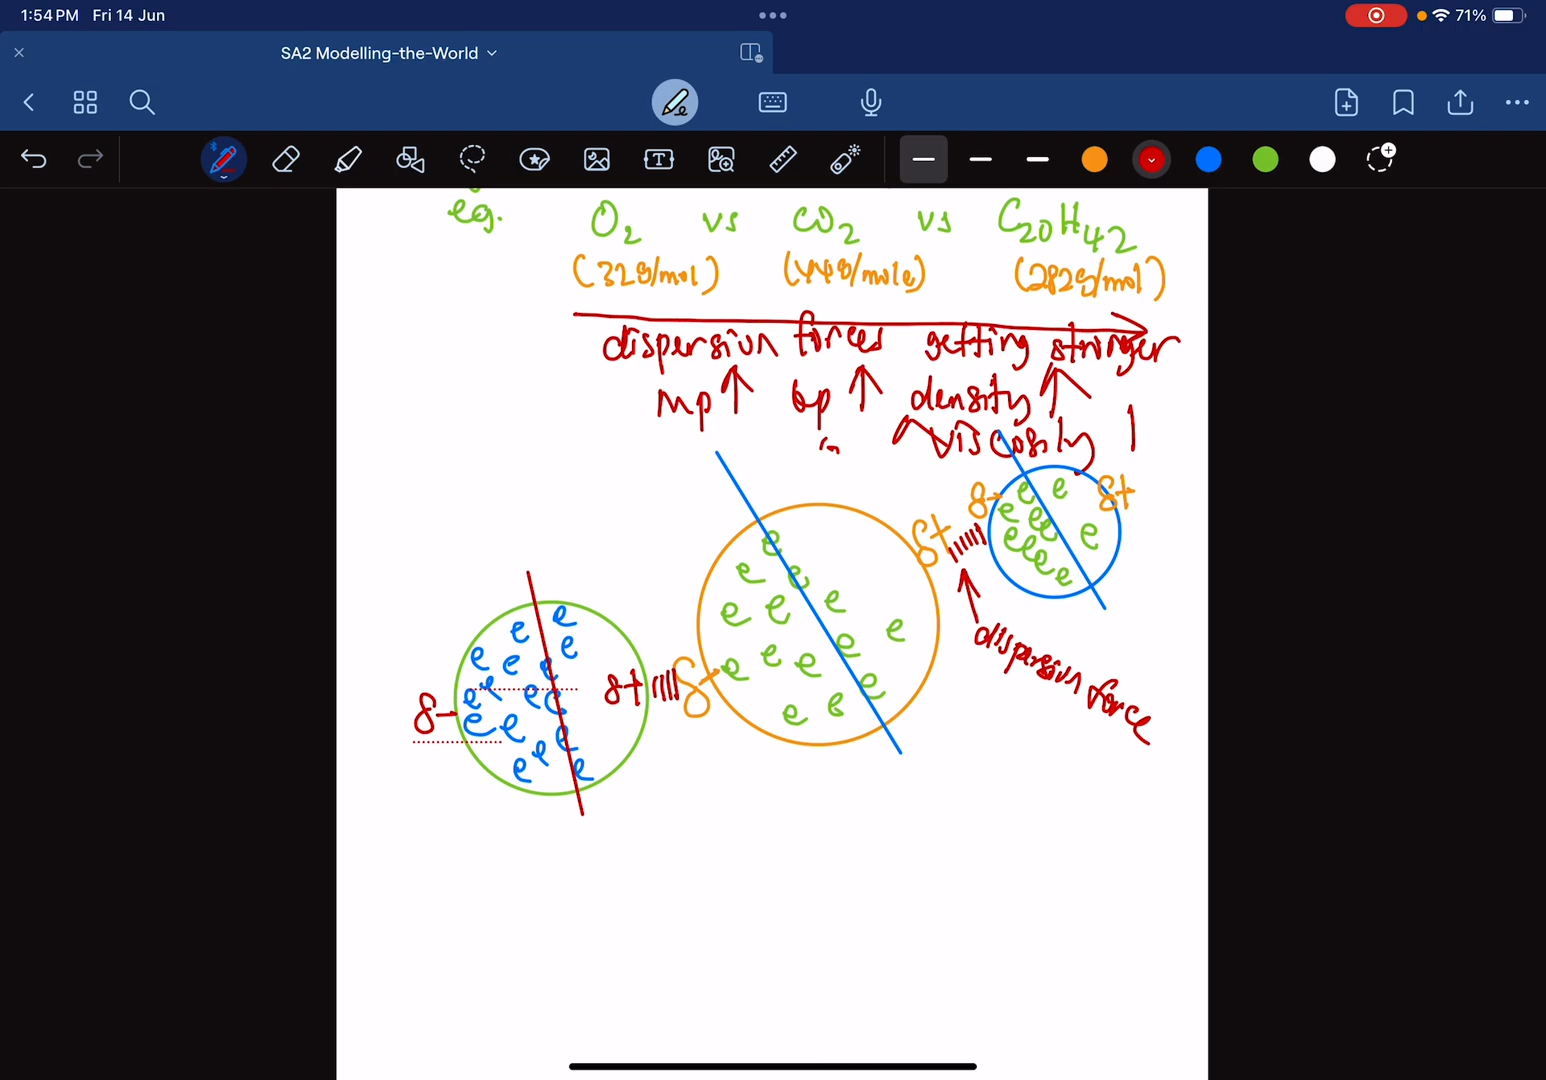 1:54 PM Fri 14 Jun
71%
SA2 Modelling-the-World
T
eg. O₂ vs CO₂ vs C₂₀H₄₂
(32g/mol) (44g/mole) (282g/mol)
dispersion forces getting stronger
mp↑ bp↑ density↑
viscosity
δ- δ+
δ+
e e e e e e e e e e e
e e e e e e e e e e e e e e e
dispersion force
δ- δ+ δ-
e e e e e e e e e e e e e e e e e